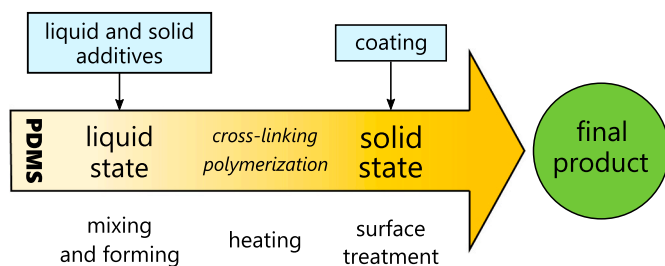 liquid and solid
additives
coating
PDMS
liquid
state
cross-linking
polymerization
solid
state
final
product
mixing
and forming
heating
surface
treatment